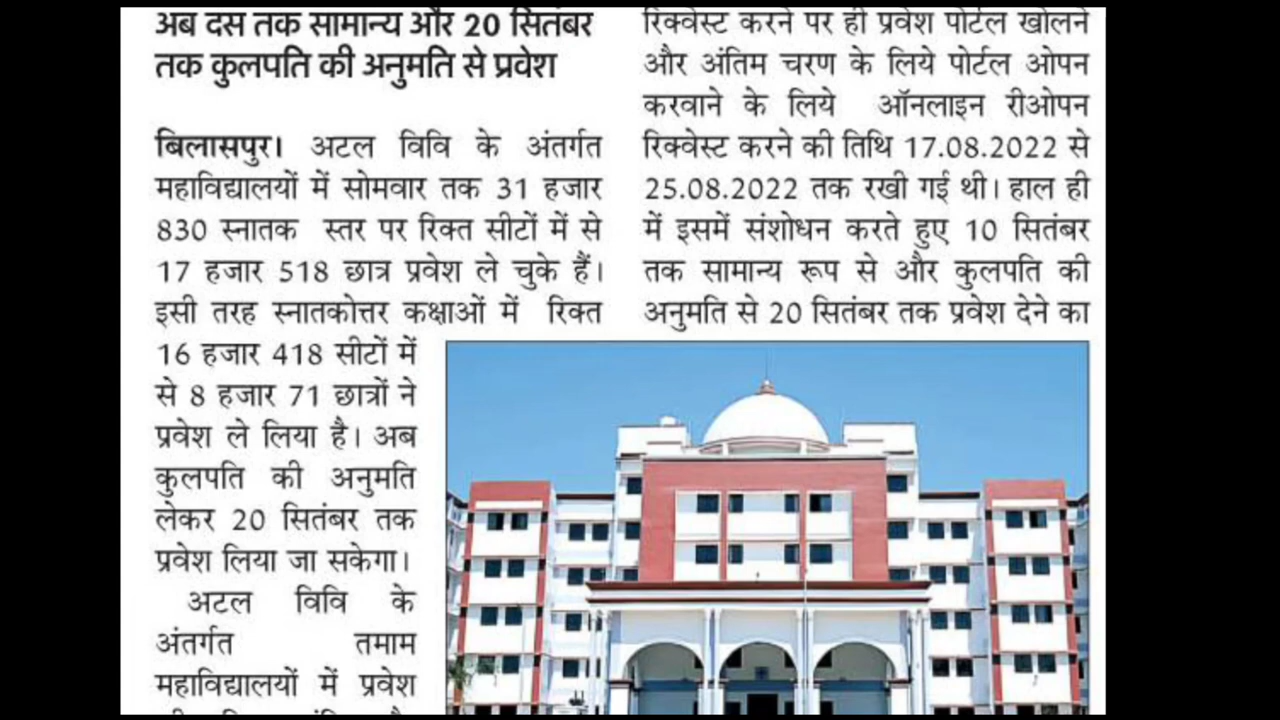 अब दस तक सामान्य और 20 सितंबर
तक कुलपति की अनुमति से प्रवेश
बिलासपुर। अटल विवि के अंतर्गत
महाविद्यालयों में सोमवार तक 31 हजार
830 स्नातक स्तर पर रिक्त सीटों में से
17 हजार 518 छात्र प्रवेश ले चुके हैं।
इसी तरह स्नातकोत्तर कक्षाओं में रिक्त
16 हजार 418 सीटों में
से 8 हजार 71 छात्रों ने
प्रवेश ले लिया है। अब
कुलपति की अनुमति
लेकर 20 सितंबर तक
प्रवेश लिया जा सकेगा।
अटल विवि के
अंतर्गत तमाम
महाविद्यालयों में प्रवेश
रिक्वेस्ट करने पर ही प्रवेश पोर्टल खोलने
और अंतिम चरण के लिये पोर्टल ओपन
करवाने के लिये ऑनलाइन रीओपन
रिक्वेस्ट करने की तिथि 17.08.2022 से
25.08.2022 तक रखी गई थी। हाल ही
में इसमें संशोधन करते हुए 10 सितंबर
तक सामान्य रूप से और कुलपति की
अनुमति से 20 सितंबर तक प्रवेश देने का